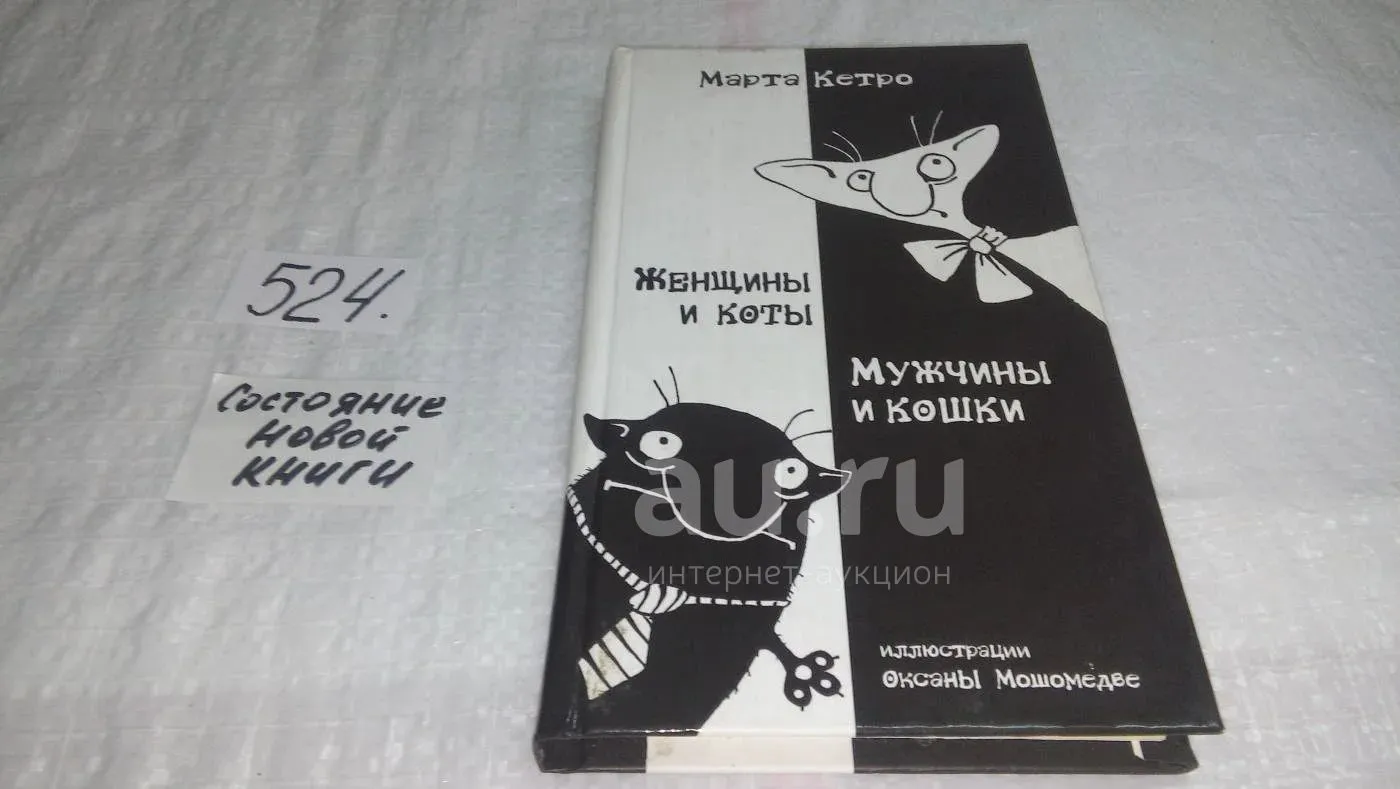 Марта Кетро
Женщины
и коты
Мужчины
и кошки
иллюстрации
Оксаны Мошомедве
524.
Состояние
новой
книги
au.ru
интернет-аукцион